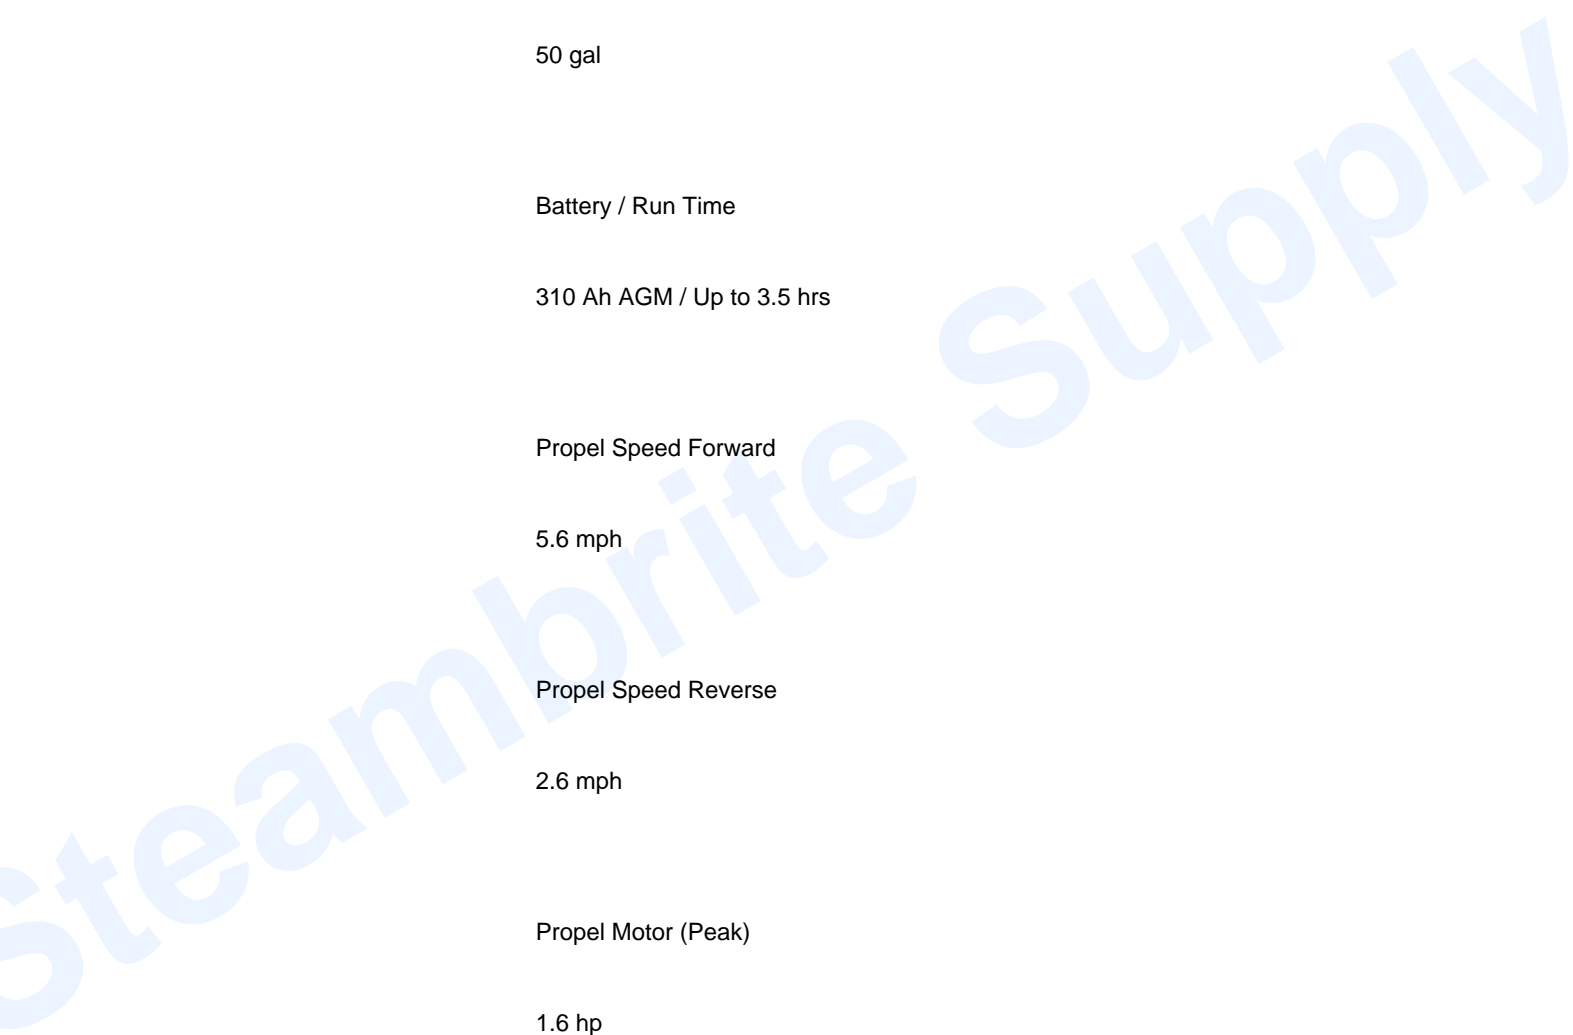 50 gal
Battery / Run Time
310 Ah AGM / Up to 3.5 hrs
Propel Speed Forward
5.6 mph
Propel Speed Reverse
2.6 mph
Propel Motor (Peak)
1.6 hp
Steambrite Supply